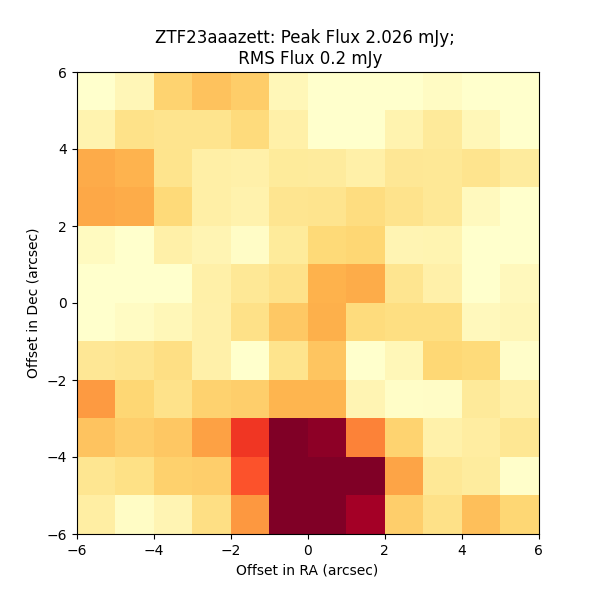 ZTF23aaazett: Peak Flux 2.026 mJy;
RMS Flux 0.2 mJy
6
4
2
0
−2
−4
−6
Offset in Dec (arcsec)
−6 −4 −2 0 2 4 6
Offset in RA (arcsec)